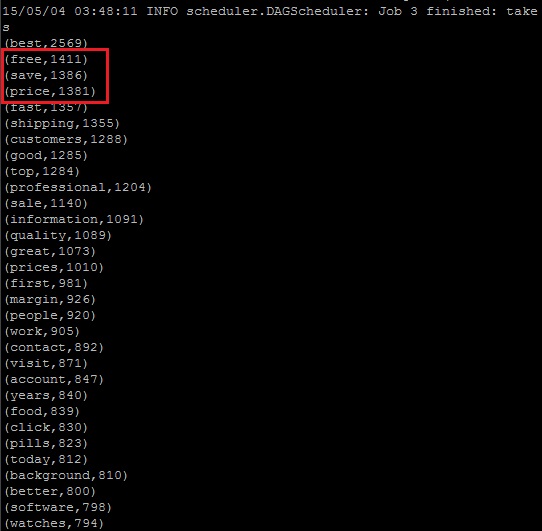 15/05/04 03:48:11 INFO scheduler.DAGScheduler: Job 3 finished: take
s
(best,2569)
(free,1411)
(save,1386)
(price,1381)
(fast,1357)
(shipping,1355)
(customers,1288)
(good,1285)
(top,1284)
(professional,1204)
(sale,1140)
(information,1091)
(quality,1089)
(great,1073)
(prices,1010)
(first,981)
(margin,926)
(people,920)
(work,905)
(contact,892)
(visit,871)
(account,847)
(years,840)
(food,839)
(click,830)
(pills,823)
(today,812)
(background,810)
(better,800)
(software,798)
(watches,794)